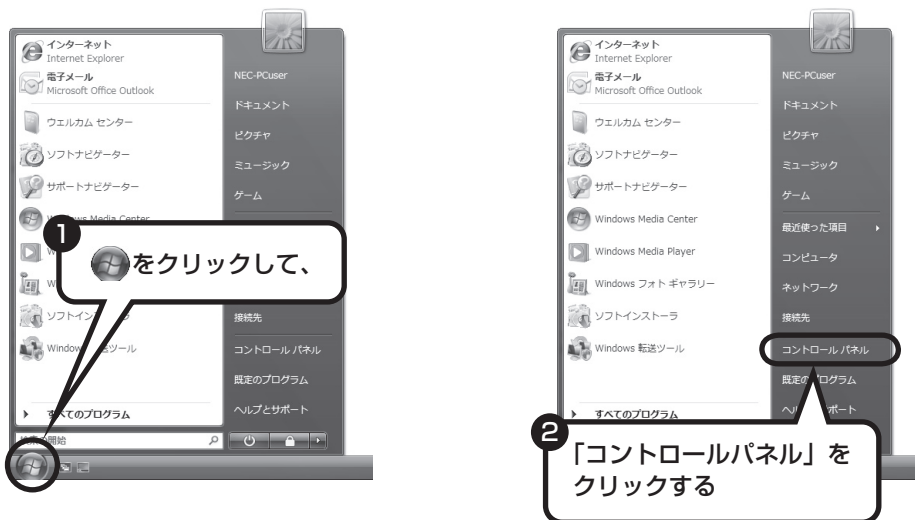 インターネット
Internet Explorer
電子メール
Microsoft Office Outlook
ウェルカム センター
ソフトナビゲーター
サポートナビゲーター
ws Media Center
すべてのプログラム
NEC-PCuser
ドキュメント
ピクチャ
ミュージック
ゲーム
接続先
コントロール パネル
既定のプログラム
ヘルプとサポート
1
をクリックして、
インターネット
Internet Explorer
電子メール
Microsoft Office Outlook
ウェルカム センター
ソフトナビゲーター
サポートナビゲーター
Windows Media Center
Windows Media Player
Windows フォト ギャラリー
ソフトインストーラ
Windows 転送ツール
すべてのプログラム
NEC-PCuser
ドキュメント
ピクチャ
ミュージック
ゲーム
最近使った項目
コンピュータ
ネットワーク
接続先
コントロール パネル
2
「コントロールパネル」を
クリックする